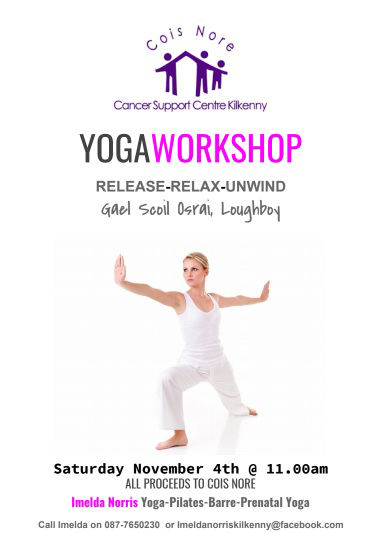 Cois Nore
Cancer Support Centre Kilkenny
YOGAWORKSHOP
RELEASE-RELAX-UNWIND
Gael Scoil Osrai, Loughboy
Saturday November 4th @ 11.00am
ALL PROCEEDS TO COIS NORE
Imelda Norris Yoga-Pilates-Barre-Prenatal Yoga
Call Imelda on 087-7650230 or Imeldanorriskilkenny@facebook.com